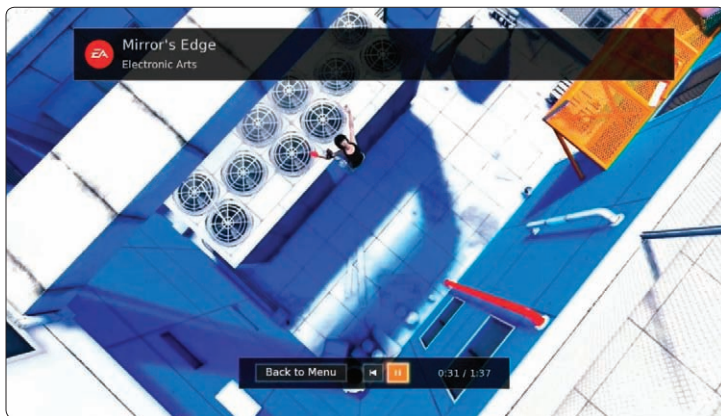 EA
Mirror's Edge
Electronic Arts
Back to Menu
0:31 / 1:37